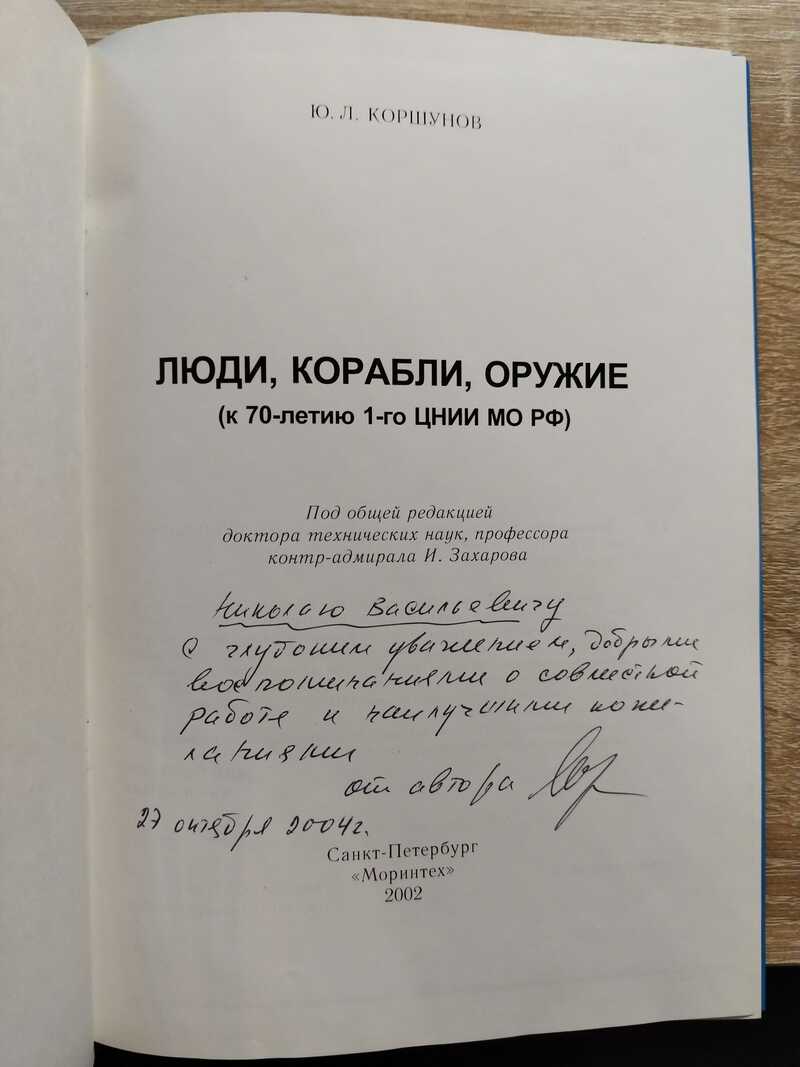 Ю. Л. КОРШУНОВ
ЛЮДИ, КОРАБЛИ, ОРУЖИЕ
(к 70-летию 1-го ЦНИИ МО РФ)
Под общей редакцией
доктора технических наук, профессора
контр-адмирала И. Захарова
Николаю Васильевичу
С глубоким уважением, добрыми
воспоминаниями о совместной
работе и наилучшими поже-
ланиями
от автора
27 октября 2004г.
Санкт-Петербург
«Моринтех»
2002